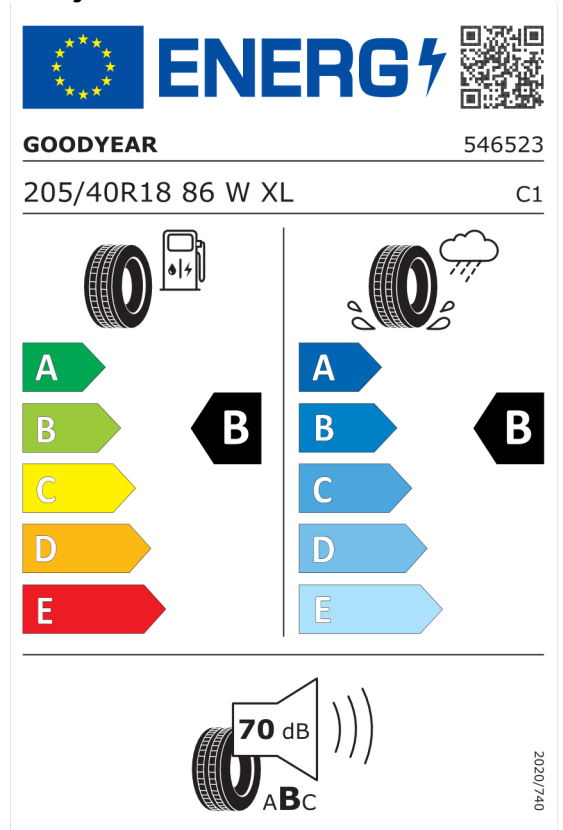 ENERG
GOODYEAR 546523
205/40R18 86 W XL C1
A A
B B B B
C C
D D
E E
70 dB
ABC
2020/740